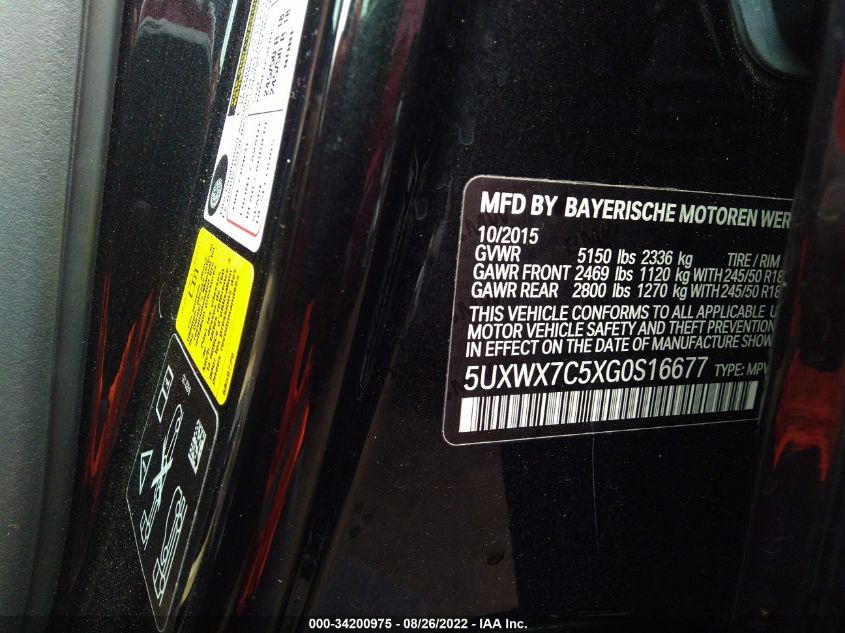 MFD BY BAYERISCHE MOTOREN WER
10/2015
GVWR 5150 lbs 2336 kg TIRE / RIM
GAWR FRONT 2469 lbs 1120 kg WITH 245/50 R18
GAWR REAR 2800 lbs 1270 kg WITH 245/50 R18
THIS VEHICLE CONFORMS TO ALL APPLICABLE U
MOTOR VEHICLE SAFETY AND THEFT PREVENTION
IN EFFECT ON THE DATE OF MANUFACTURE SHOW
5UXWX7C5XG0S16677 TYPE: MPV
000-34200975 - 08/26/2022 - IAA Inc.